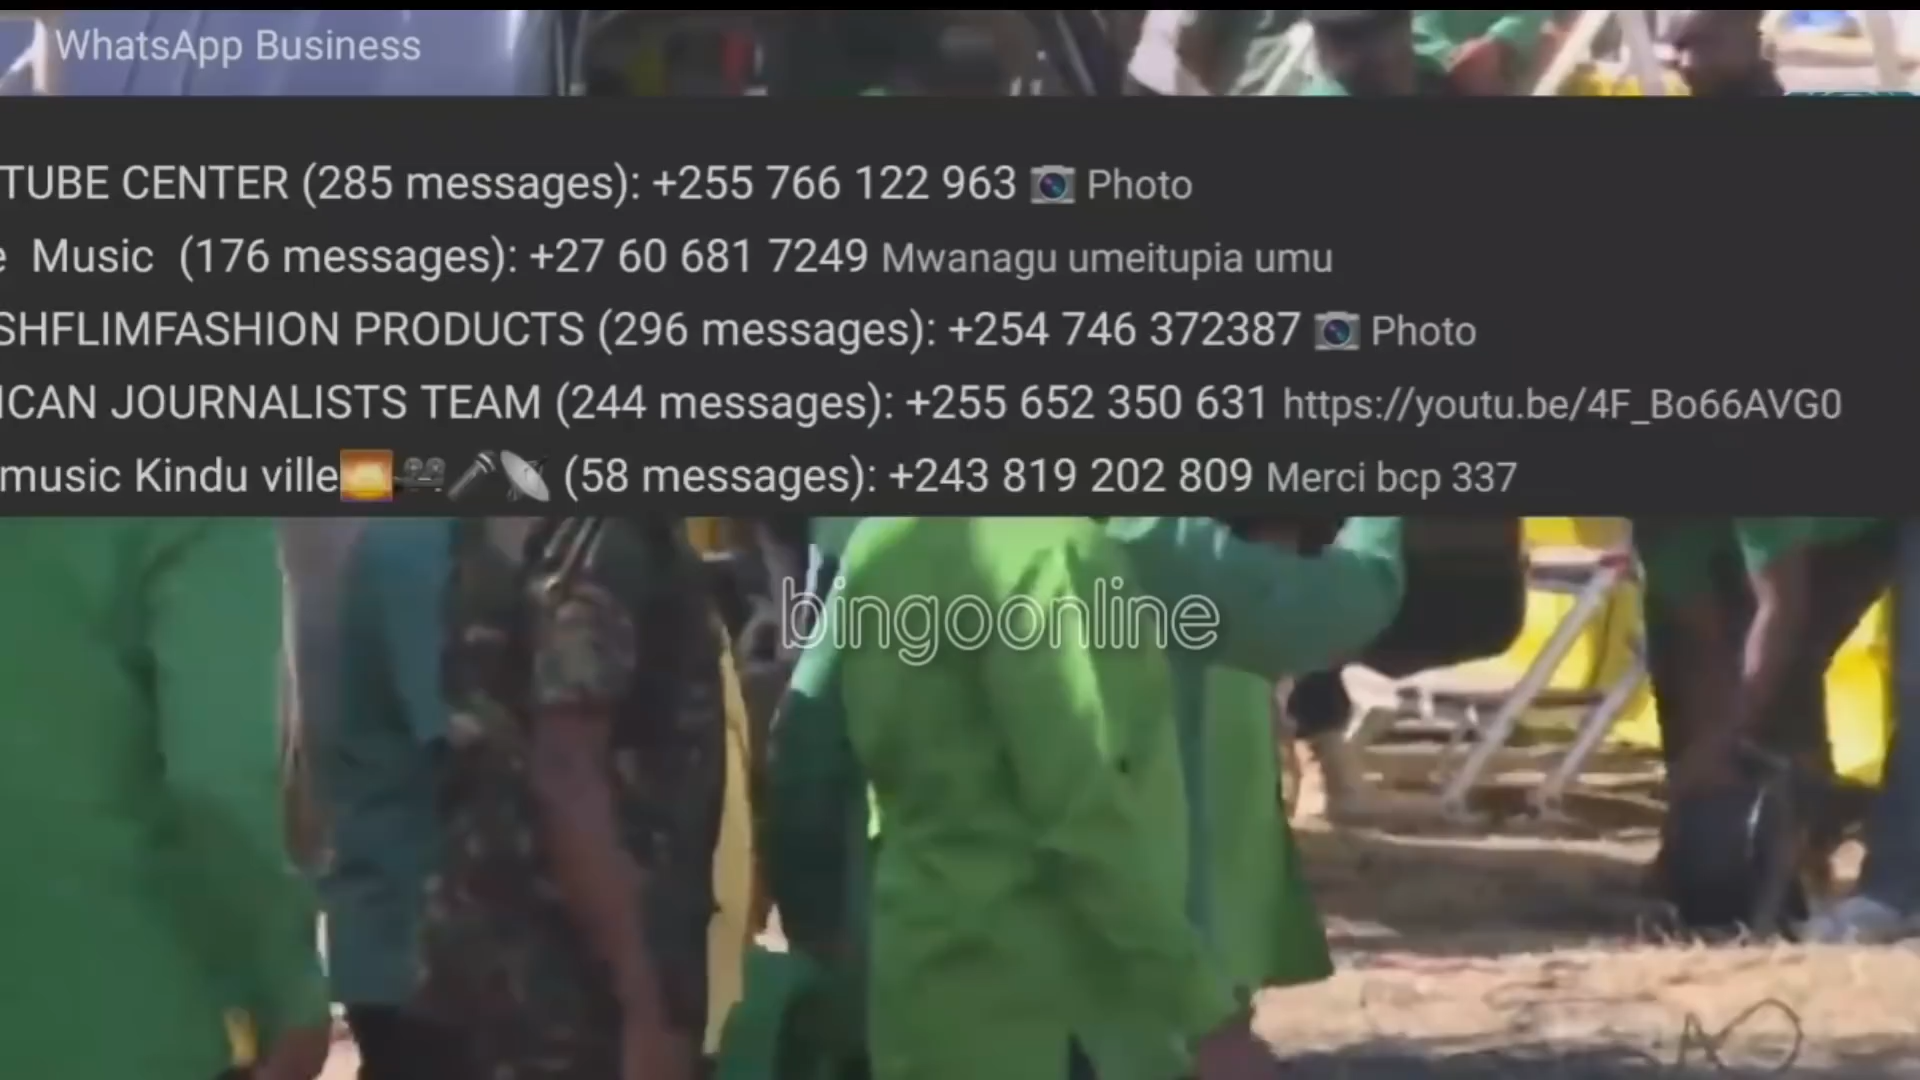 WhatsApp Business
TUBE CENTER (285 messages): +255 766 122 963 📷 Photo
e Music (176 messages): +27 60 681 7249 Mwanagu umeitupia umu
SHFLIMFASHION PRODUCTS (296 messages): +254 746 372387 📷 Photo
ICAN JOURNALISTS TEAM (244 messages): +255 652 350 631 https://youtu.be/4F_Bo66AVG0
music Kindu ville🌅🎥🎤📡 (58 messages): +243 819 202 809 Merci bcp 337
bingoonline